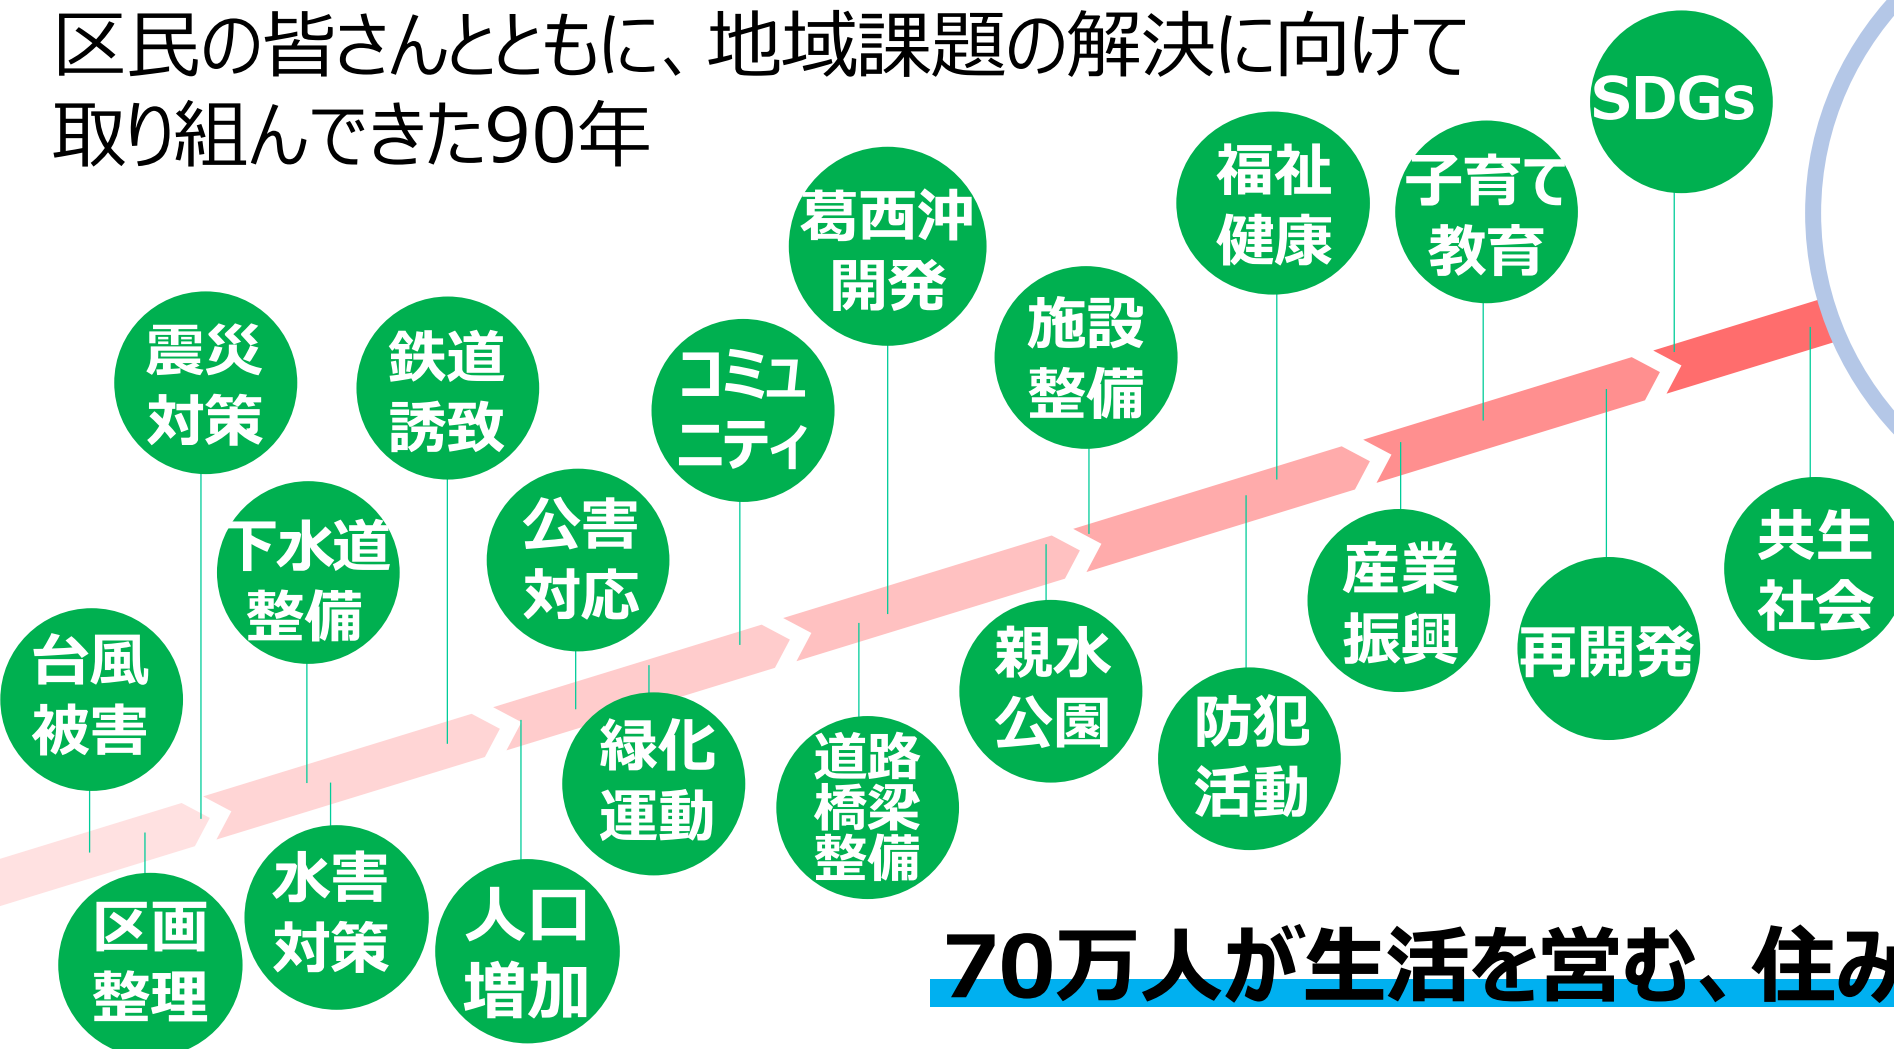 区民の皆さんとともに、地域課題の解決に向けて
取り組んできた90年
SDGs
福祉
健康
子育て
教育
葛西沖
開発
施設
整備
震災
対策
鉄道
誘致
コミュ
ニティ
下水道
整備
公害
対応
台風
被害
共生
社会
産業
振興
再開発
親水
公園
防犯
活動
緑化
運動
道路
橋梁
整備
水害
対策
人口
増加
区画
整理
70万人が生活を営む、住み